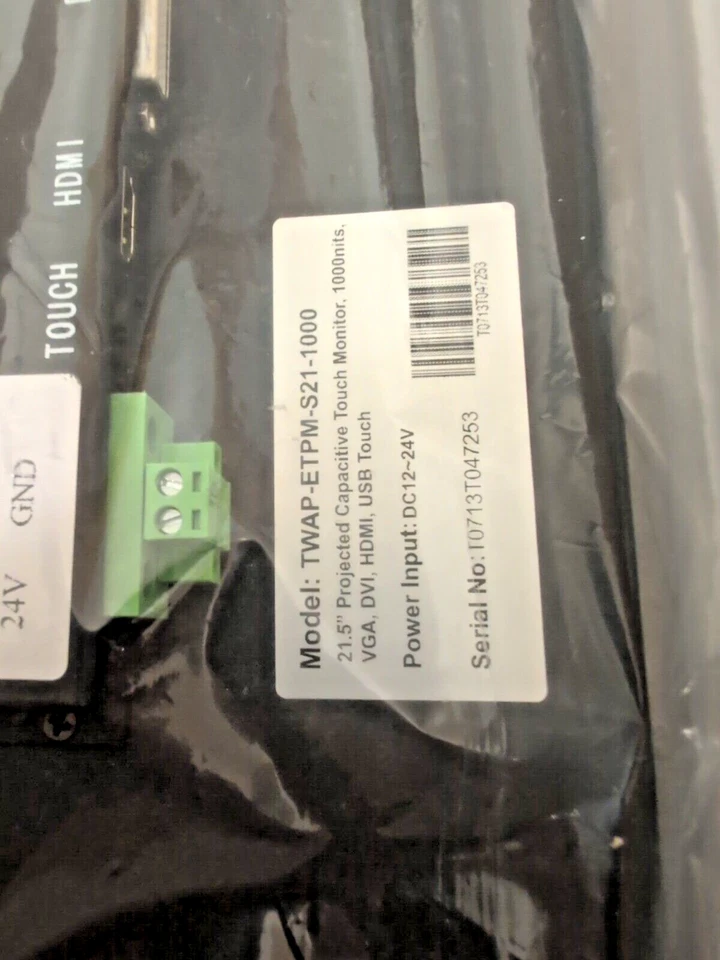 TOUCH HDMI
24V GND
Model: TWAP-ETPM-S21-1000
21.5” Projected Capacitive Touch Monitor, 1000nits,
VGA, DVI, HDMI, USB Touch
Power Input: DC12~24V
Serial No:T0713T047253
T0713T047253